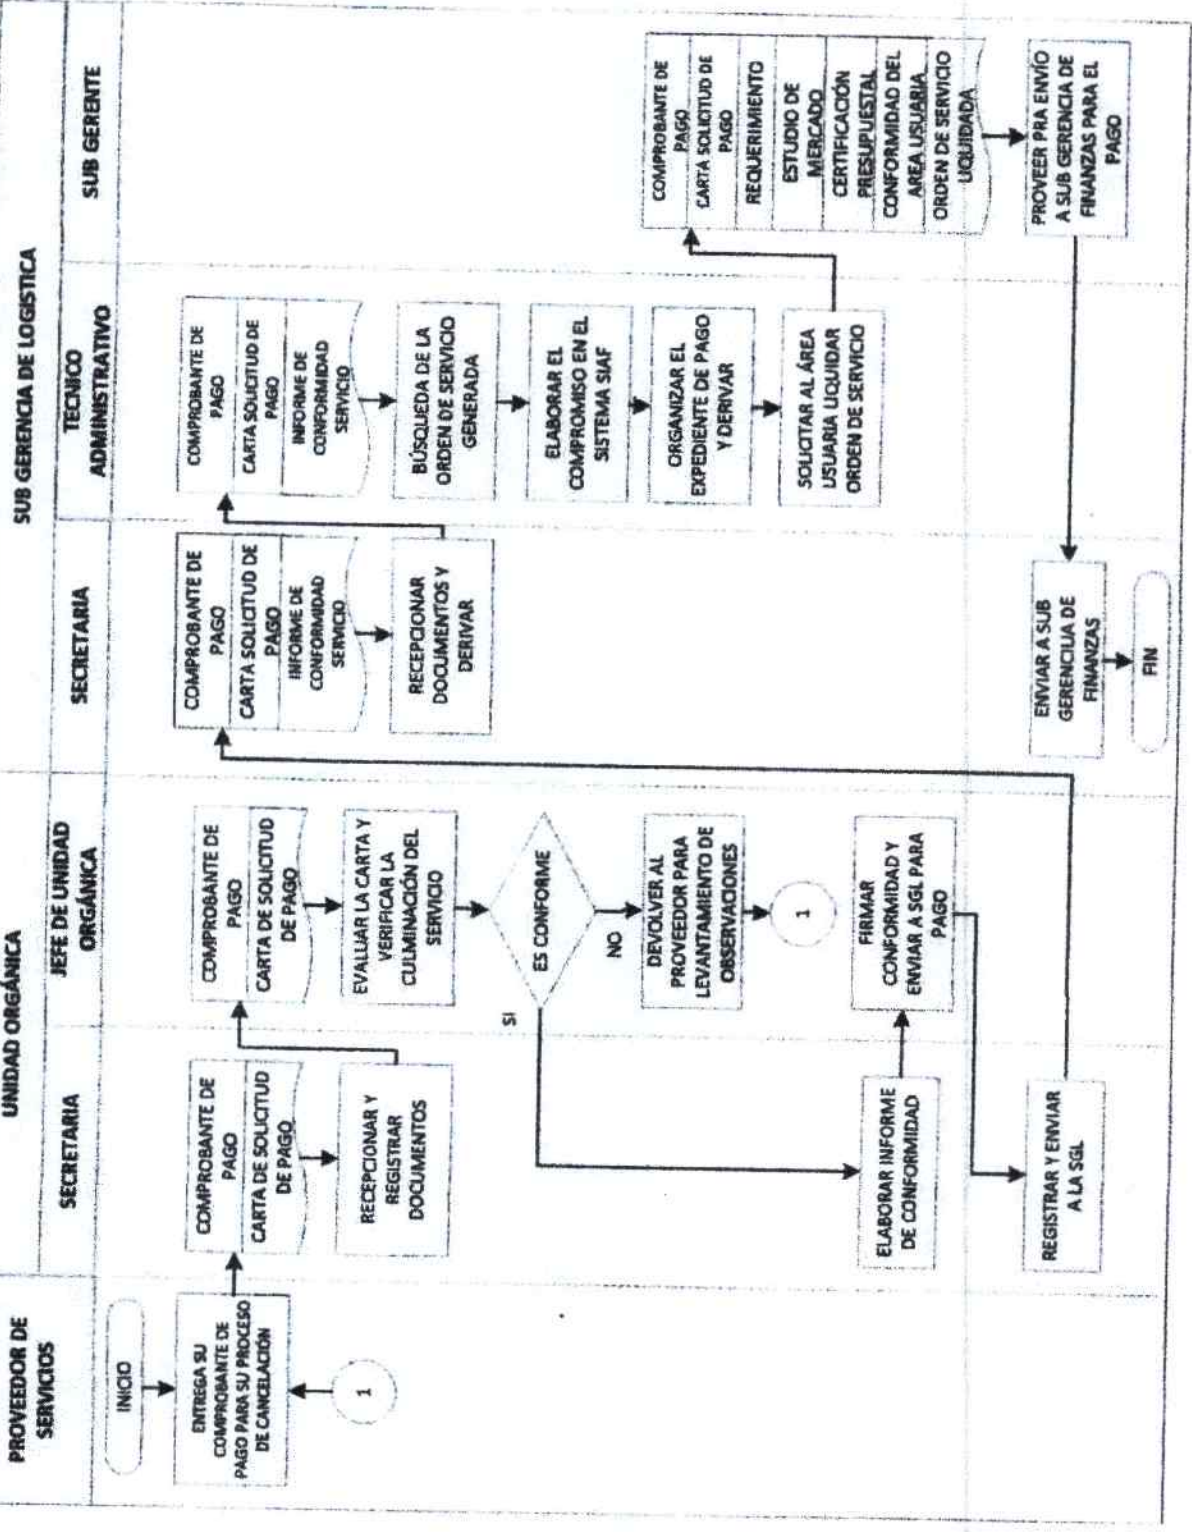 PROVEEDOR DE
SERVICIOS
INICIO
ENTREGA SU
COMPROBANTE DE
PAGO PARA SU PROCESO
DE CANCELACIÓN
1
UNIDAD ORGÁNICA
SECRETARIA
COMPROBANTE DE
PAGO
CARTA DE SOLICITUD
DE PAGO
RECEPCIONAR Y
REGISTRAR
DOCUMENTOS
ELABORAR INFORME
DE CONFORMIDAD
REGISTRAR Y ENVIAR
A LA SGL
JEFE DE UNIDAD
ORGÁNICA
COMPROBANTE DE
PAGO
CARTA DE SOLICITUD
DE PAGO
EVALUAR LA CARTA Y
VERIFICAR LA
CULMINACIÓN DEL
SERVICIO
ES CONFORME
SI
NO
DEVOLVER AL
PROVEEDOR PARA
LEVANTAMIENTO DE
OBSERVACIONES
1
FIRMAR
CONFORMIDAD Y
ENVIAR A SGL PARA
PAGO
SUB GERENCIA DE LOGISTICA
SECRETARIA
COMPROBANTE DE
PAGO
CARTA SOLICITUD DE
PAGO
INFORME DE
CONFORMIDAD
SERVICIO
RECEPCIONAR
DOCUMENTOS Y
DERIVAR
ENVIAR A SUB
GERENCIUA DE
FINANZAS
FIN
TECNICO
ADMINISTRATIVO
COMPROBANTE DE
PAGO
CARTA SOLICITUD DE
PAGO
INFORME DE
CONFORMIDAD
SERVICIO
BÚSQUEDA DE LA
ORDEN DE SERVICIO
GENERADA
ELABORAR EL
COMPROMISO EN EL
SISTEMA SIAF
ORGANIZAR EL
EXPEDIENTE DE PAGO
Y DERIVAR
SOLICITAR AL ÁREA
USUARIA LIQUIDAR
ORDEN DE SERVICIO
SUB GERENTE
COMPROBANTE DE
PAGO
CARTA SOLICITUD DE
PAGO
REQUERIMIENTO
ESTUDIO DE
MERCADO
CERTIFICACIÓN
PRESUPUESTAL
CONFORMIDAD DEL
AREA USUARIA
ORDEN DE SERVICIO
LIQUIDADA
PROVEER PRA ENVÍO
A SUB GERENCIA DE
FINANZAS PARA EL
PAGO